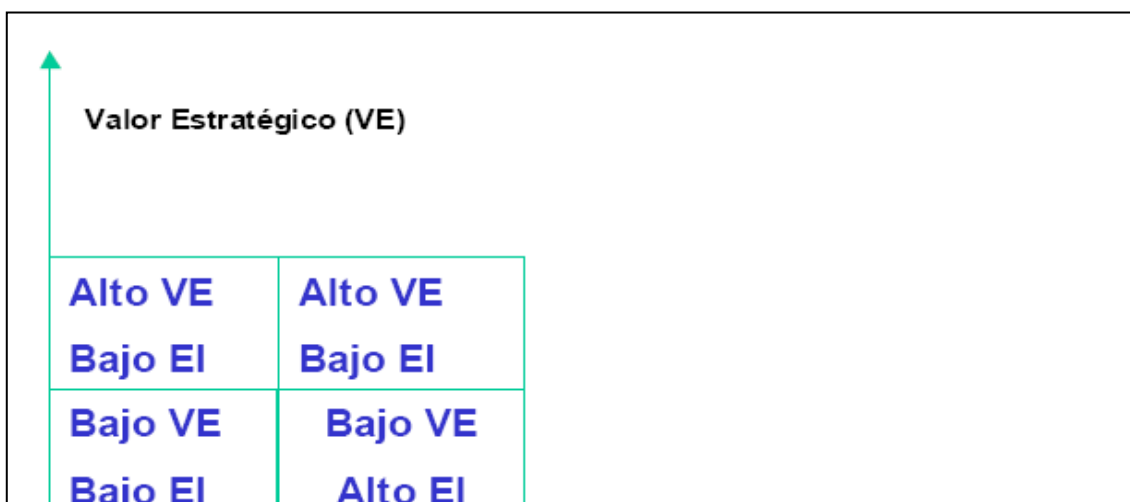 Valor Estratégico (VE)
Alto VE
Bajo EI
Alto VE
Bajo EI
Bajo VE
Bajo EI
Bajo VE
Alto EI